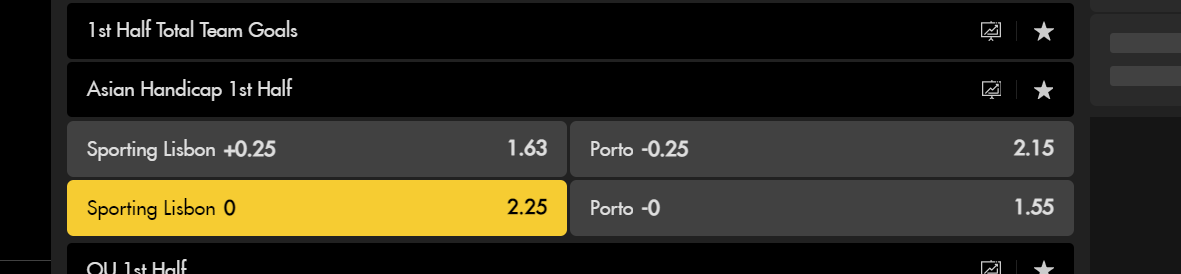 1st Half Total Team Goals
Asian Handicap 1st Half
Sporting Lisbon +0.25 1.63 Porto -0.25 2.15
Sporting Lisbon 0 2.25 Porto -0 1.55
OU 1st Half